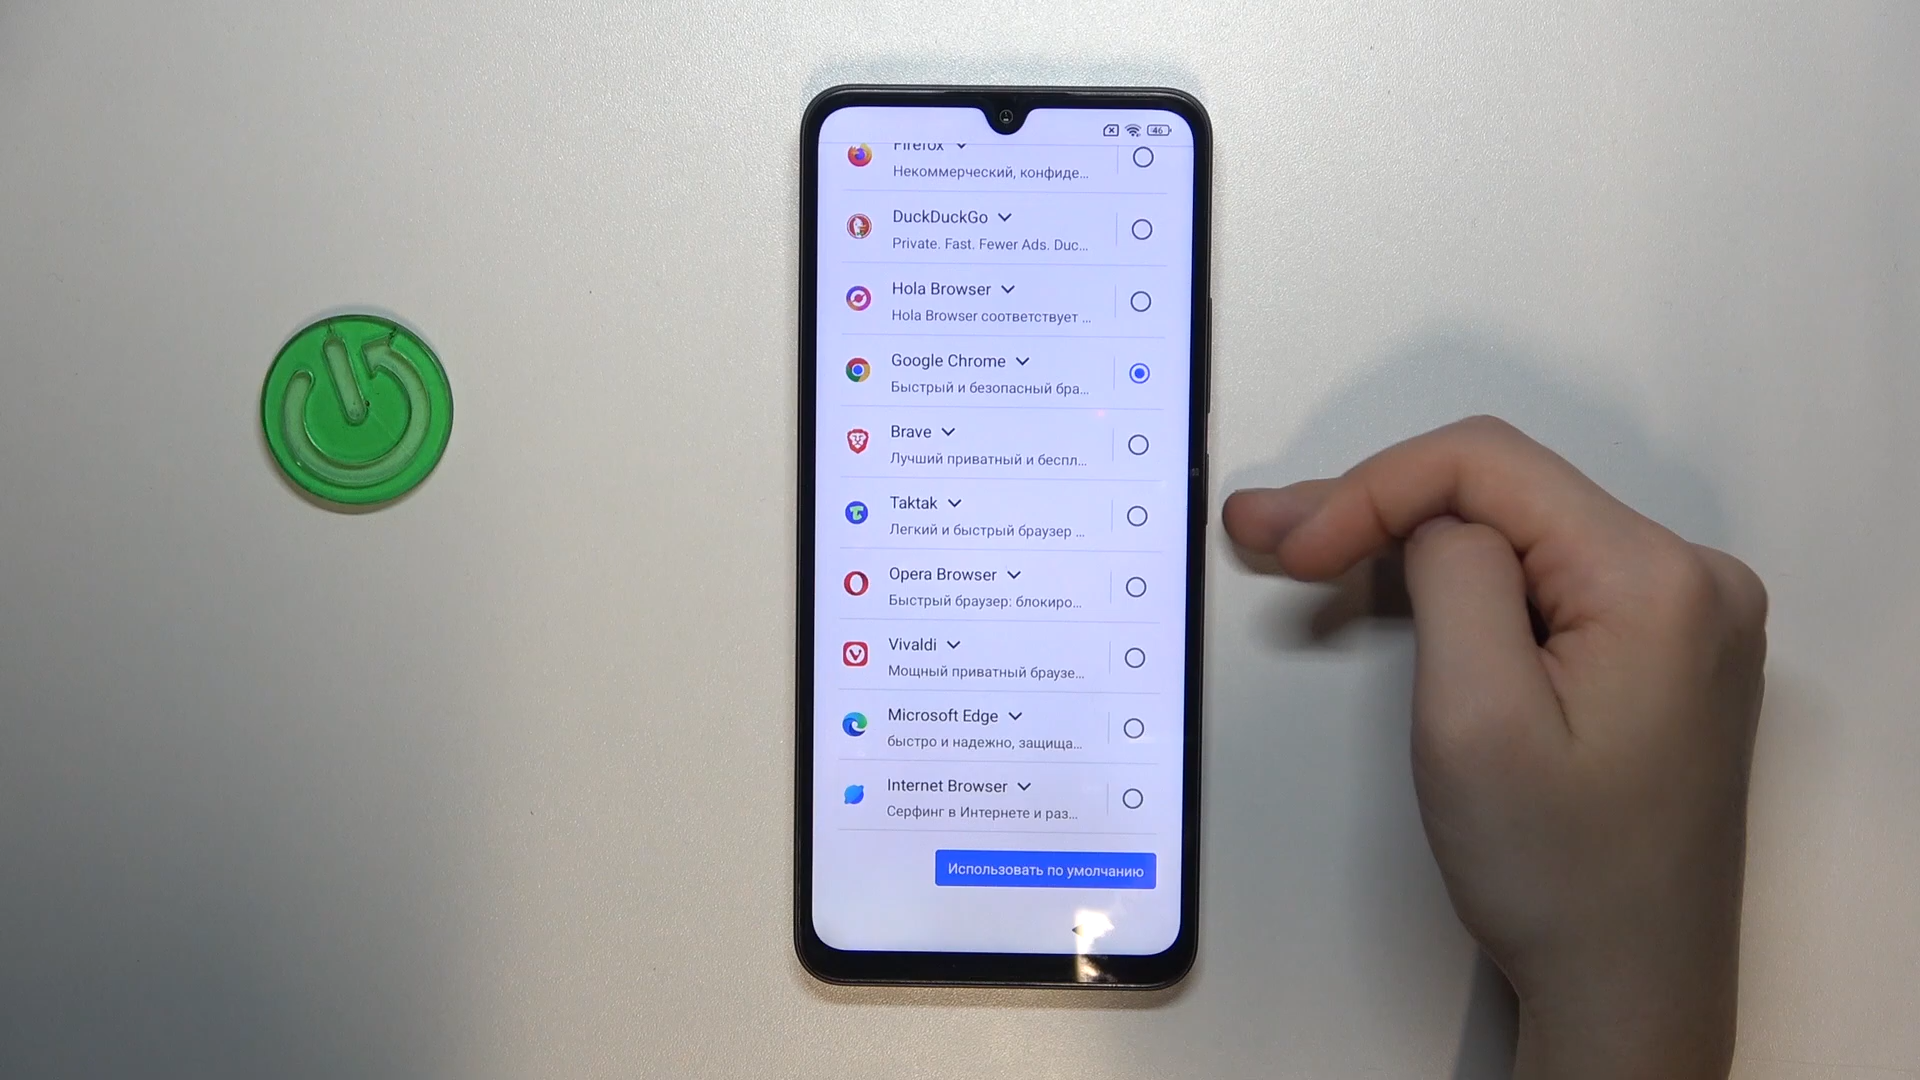 46
Firefox
Некоммерческий, конфиде...
DuckDuckGo
Private. Fast. Fewer Ads. Duc...
Hola Browser
Hola Browser соответствует ...
Google Chrome
Быстрый и безопасный бра...
Brave
Лучший приватный и беспл...
Taktak
Легкий и быстрый браузер ...
Opera Browser
Быстрый браузер: блокиро...
Vivaldi
Мощный приватный браузе...
Microsoft Edge
быстро и надежно, защища...
Internet Browser
Серфинг в Интернете и раз...
Использовать по умолчанию